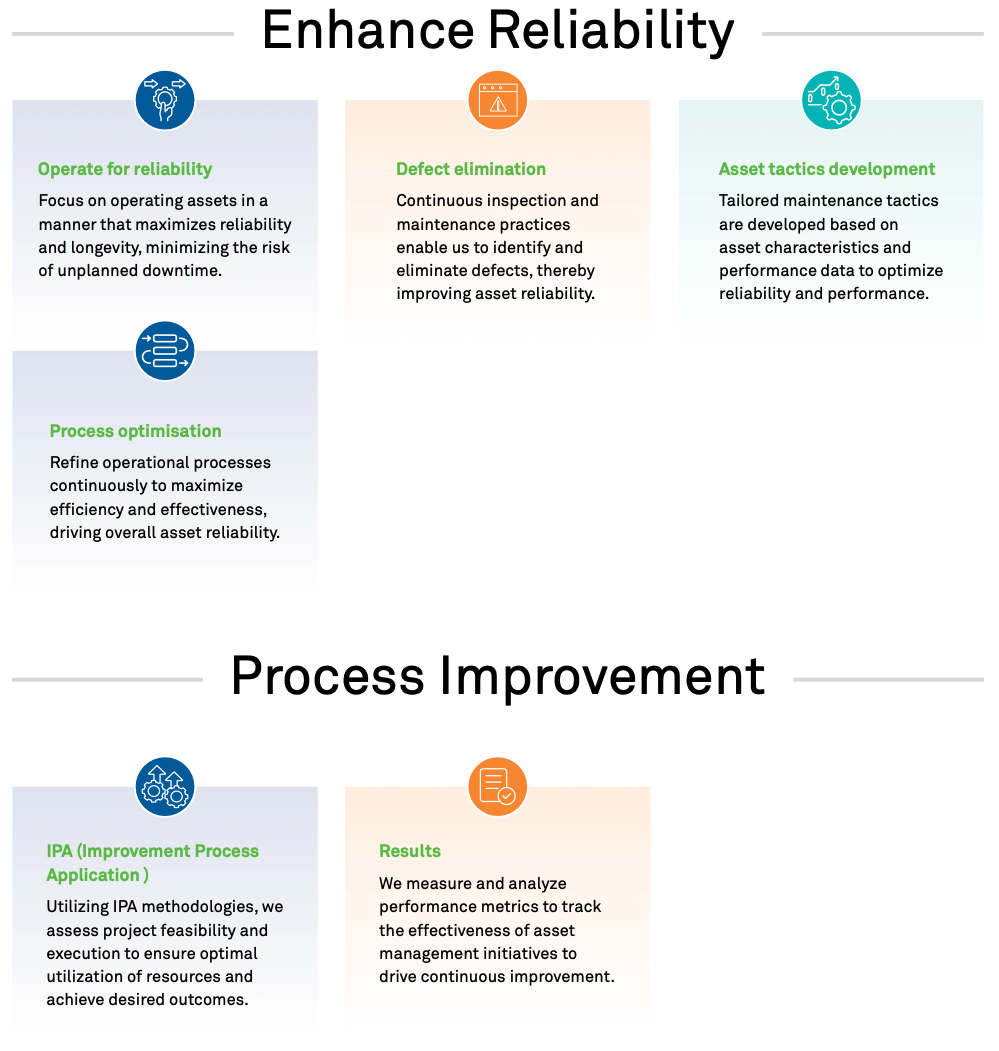 Enhance Reliability
Operate for reliability
Focus on operating assets in a
manner that maximizes reliability
and longevity, minimizing the risk
of unplanned downtime.
Defect elimination
Continuous inspection and
maintenance practices
enable us to identify and
eliminate defects, thereby
improving asset reliability.
Asset tactics development
Tailored maintenance tactics
are developed based on
asset characteristics and
performance data to optimize
reliability and performance.
Process optimisation
Refine operational processes
continuously to maximize
efficiency and effectiveness,
driving overall asset reliability.
Process Improvement
IPA (Improvement Process
Application )
Utilizing IPA methodologies, we
assess project feasibility and
execution to ensure optimal
utilization of resources and
achieve desired outcomes.
Results
We measure and analyze
performance metrics to track
the effectiveness of asset
management initiatives to
drive continuous improvement.